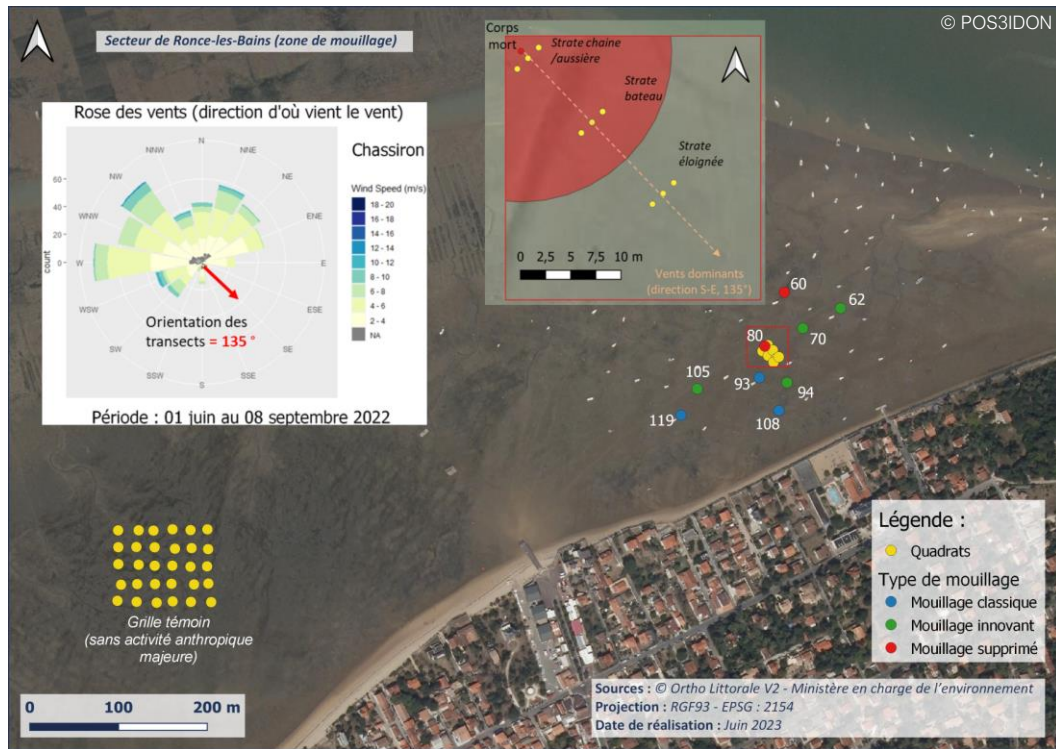 © POS3IDON
Secteur de Ronce-les-Bains (zone de mouillage)
Rose des vents (direction d'où vient le vent)
Chassiron
Wind Speed (m/s)
18 - 20
16 - 18
14 - 16
12 - 14
10 - 12
8 - 10
6 - 8
4 - 6
2 - 4
NA
N
NNE
NE
ENE
E
ESE
SE
SSE
S
SSW
SW
WSW
W
WNW
NW
NNW
60
40
20
0
count
Orientation des
transects = 135 °
Période : 01 juin au 08 septembre 2022
Corps
mort
Strate chaine
/aussière
Strate
bateau
Strate
éloignée
0 2,5 5 7,5 10 m
Vents dominants
(direction S-E, 135°)
60
62
70
80
93
94
105
108
119
Grille témoin
(sans activité anthropique
majeure)
0 100 200 m
Légende :
Quadrats
Type de mouillage
Mouillage classique
Mouillage innovant
Mouillage supprimé
Sources : © Ortho Littorale V2 - Ministère en charge de l'environnement
Projection : RGF93 - EPSG : 2154
Date de réalisation : Juin 2023